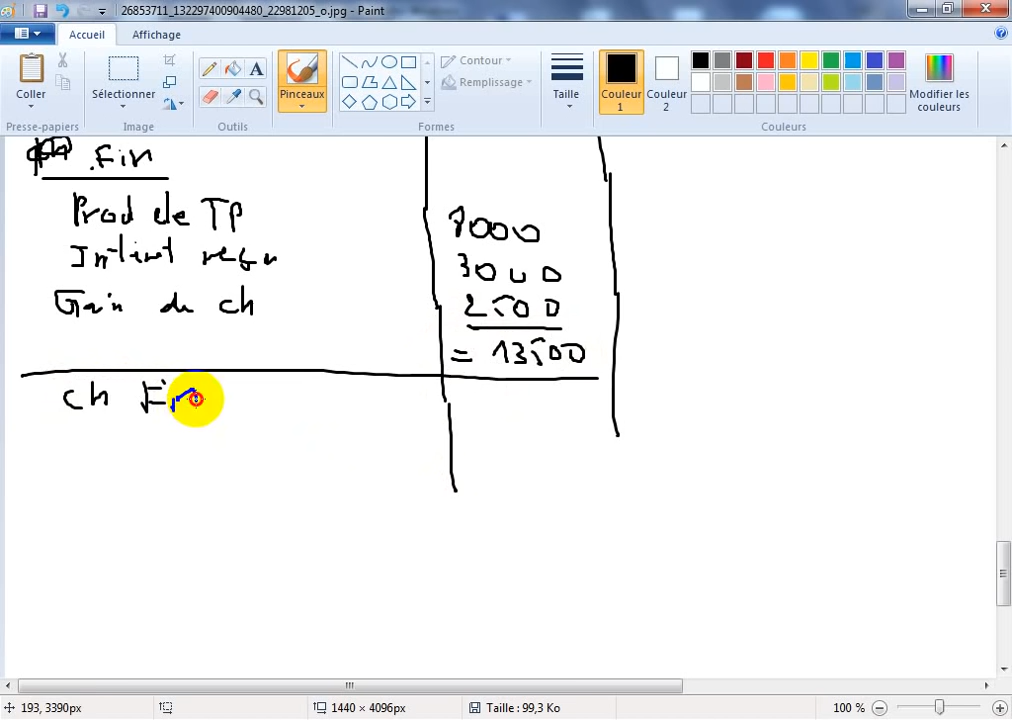 26853711_132297400904480_22981205_o.jpg - Paint
Accueil Affichage
Coller
Sélectionner
Pinceaux
Contour
Remplissage
Taille
Couleur 1
Couleur 2
Modifier les couleurs
Presse-papiers Image Outils Formes Couleurs
Fin
Prod de TP 8000
Intérêt reçu 3000
Gain de ch 2500
= 13500
ch
193, 3390px 1440 × 4096px Taille : 99,3 Ko 100 %